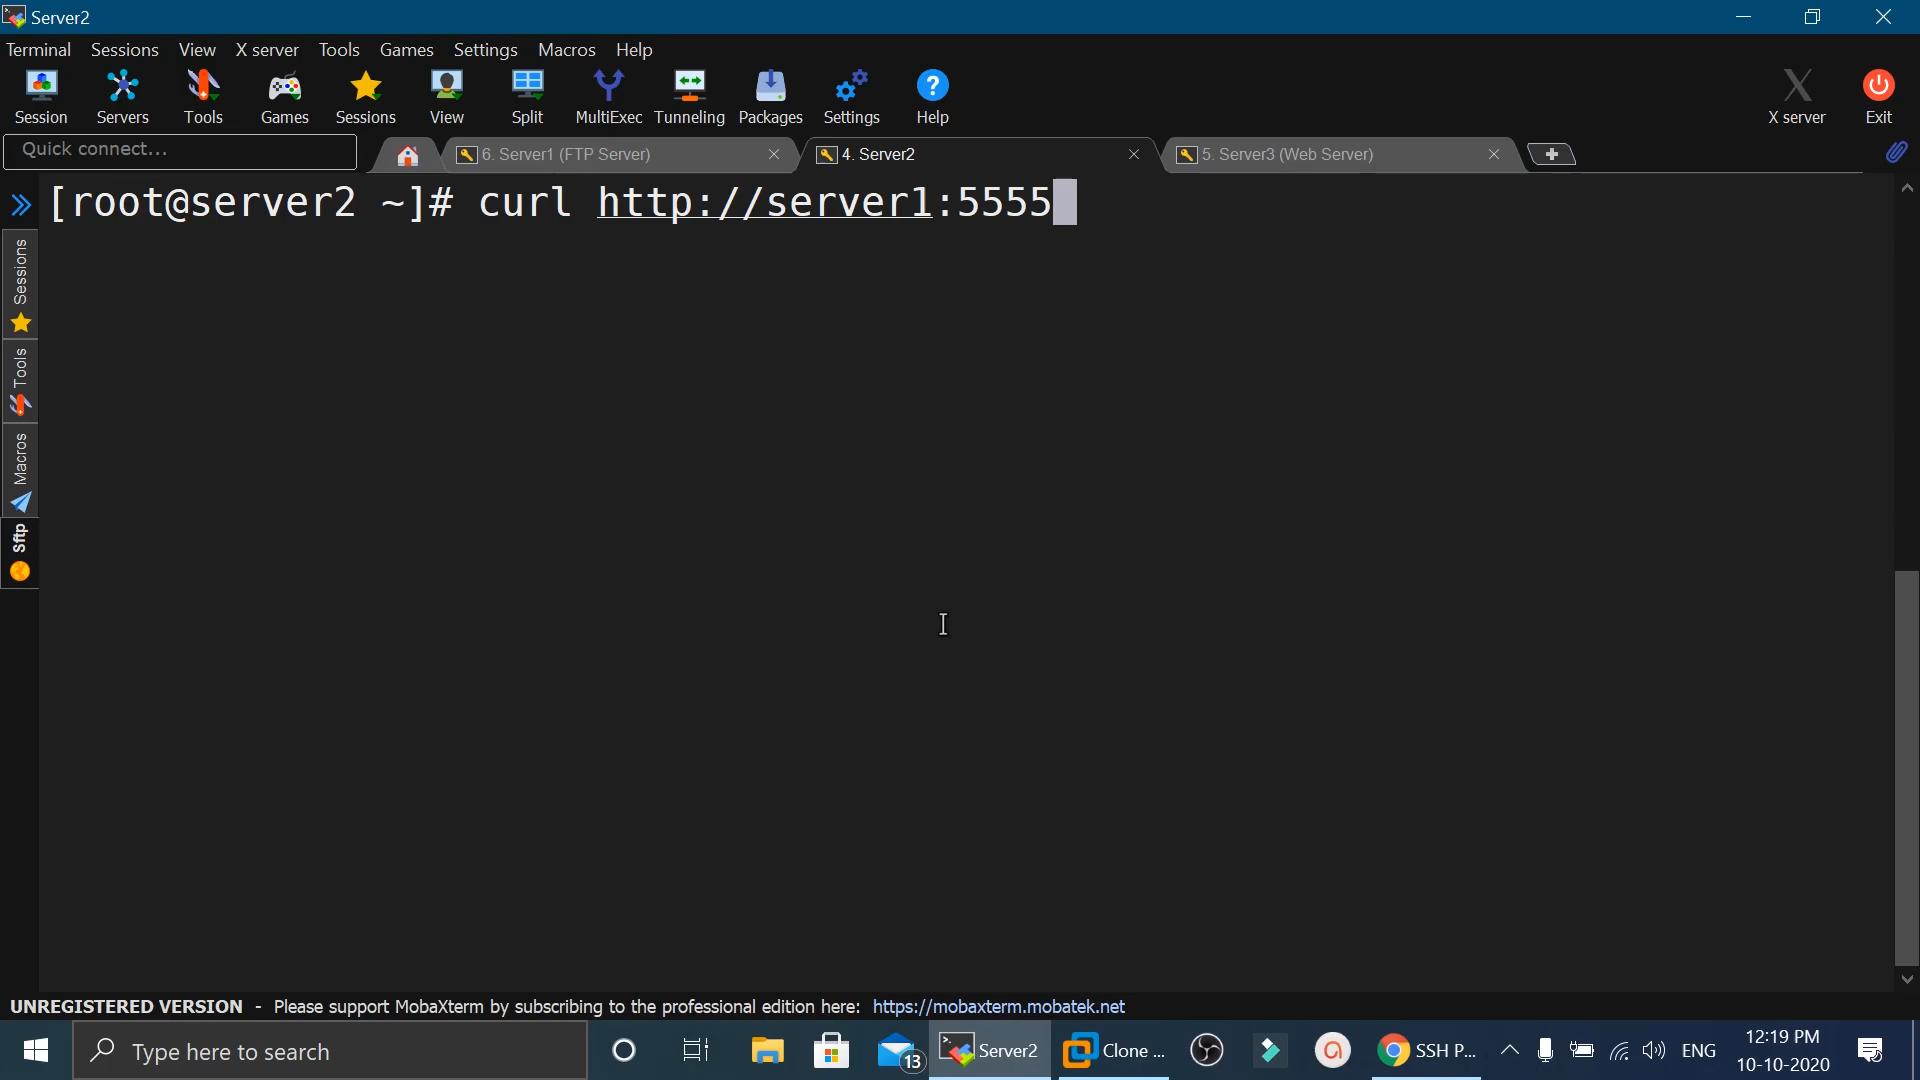 Server2
Terminal Sessions View X server Tools Games Settings Macros Help
Session Servers Tools Games Sessions View Split MultiExec Tunneling Packages Settings Help X server Exit
Quick connect... 6. Server1 (FTP Server) 4. Server2 5. Server3 (Web Server)
[root@server2 ~]# curl http://server1:5555
Sessions
Tools
Macros
Sftp
UNREGISTERED VERSION - Please support MobaXterm by subscribing to the professional edition here: https://mobaxterm.mobatek.net
Type here to search 13 Server2 Clone ... SSH P... ENG 12:19 PM
10-10-2020